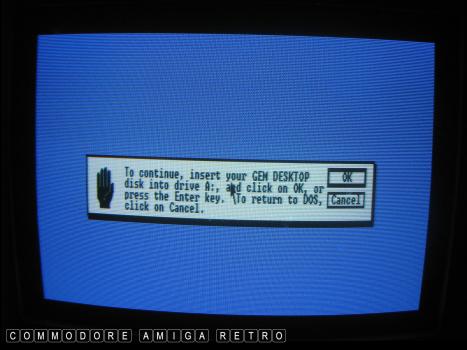 To continue, insert your GEM DESKTOP
disk into drive A:, and click on OK, or
press the Enter key. To return to DOS,
click on Cancel.
OK
Cancel
COMMODORE AMIGA RETRO